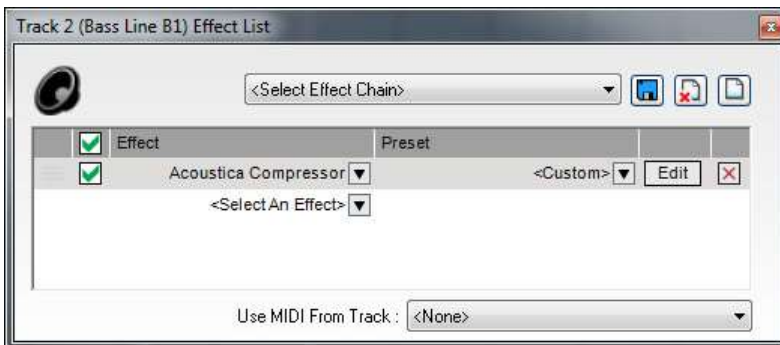 Track 2 (Bass Line B1) Effect List
<Select Effect Chain>
Effect Preset
Acoustica Compressor <Custom> Edit
<Select An Effect>
Use MIDI From Track : <None>